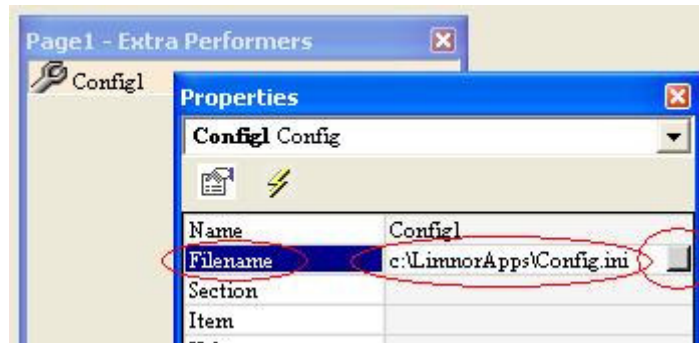 Page1 - Extra Performers
Config1
Properties
Config1 Config
Name Config1
Filename c:\LimnorApps\Config.ini
Section
Item